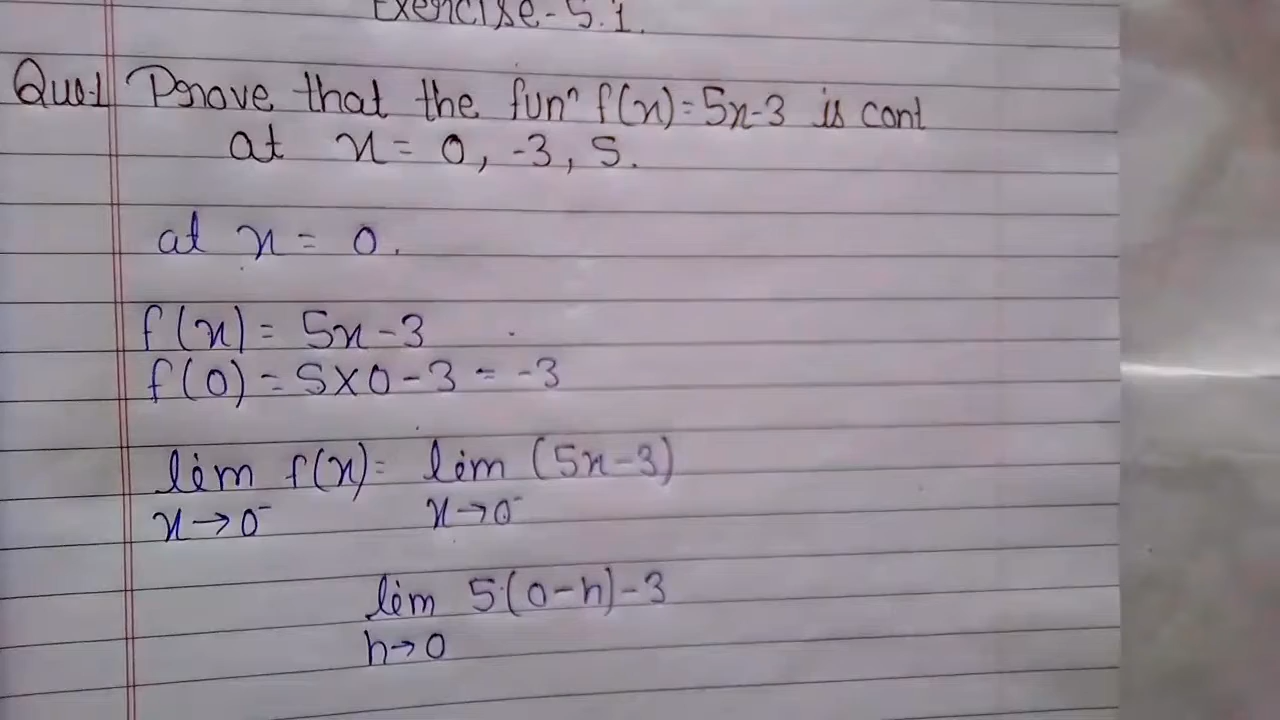 Exercise-5.1.
Que1 Prove that the funⁿ f(x)=5x-3 is cont
at x = 0, -3, 5.
at x = 0.
f(x) = 5x-3
f(0) = 5×0-3 = -3
lim f(x) = lim (5x-3)
x→0⁻ x→0⁻
lim 5(0-h)-3
h→0